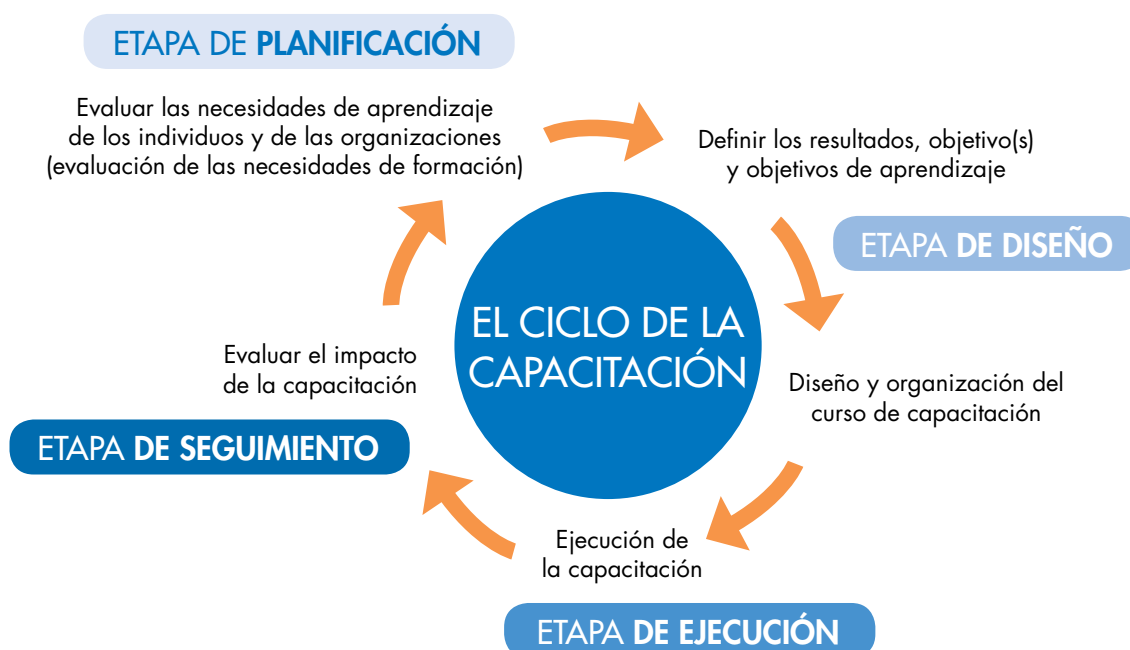 ETAPA DE PLANIFICACIÓN
Evaluar las necesidades de aprendizaje
de los individuos y de las organizaciones
(evaluación de las necesidades de formación)
Definir los resultados, objetivo(s)
y objetivos de aprendizaje
ETAPA DE DISEÑO
EL CICLO DE LA
CAPACITACIÓN
Diseño y organización del
curso de capacitación
Ejecución de
la capacitación
ETAPA DE EJECUCIÓN
Evaluar el impacto
de la capacitación
ETAPA DE SEGUIMIENTO